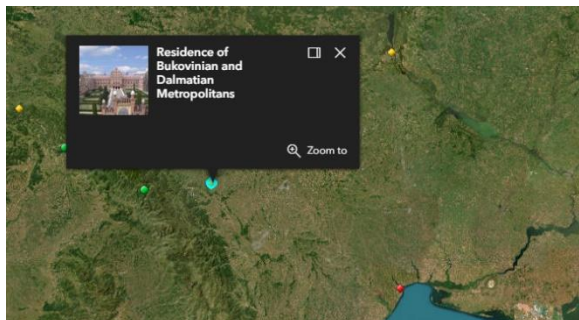 Residence of
Bukovinian and
Dalmatian
Metropolitans
Zoom to